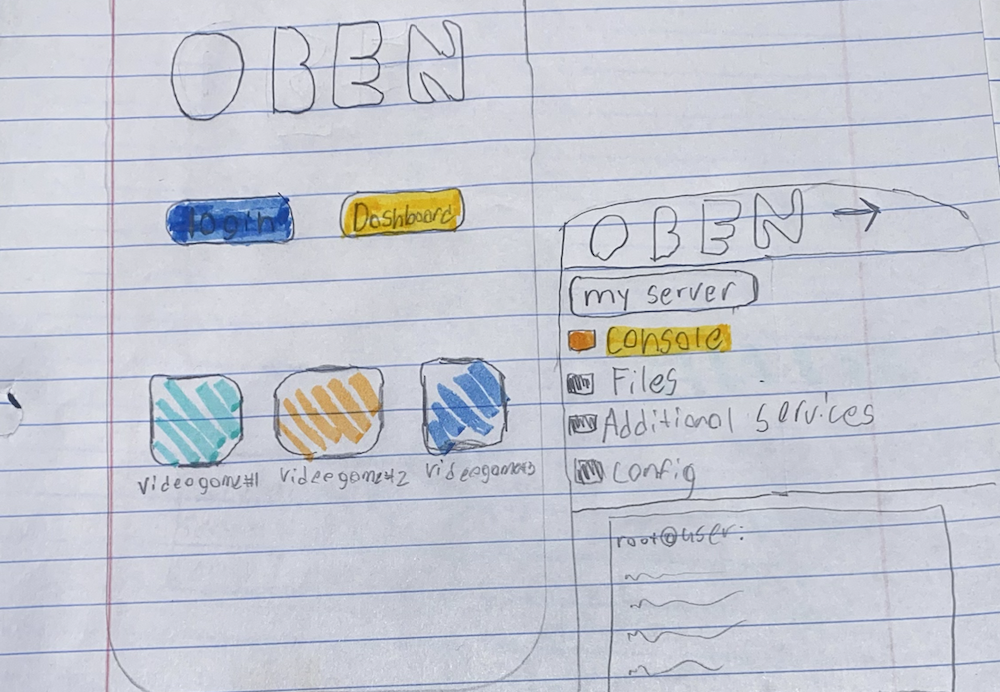 OBEN
login Dashboard
videogame#1 videogame#2 videogame#3
OBEN →
my server
Console
Files
Additional services
config
root@user: